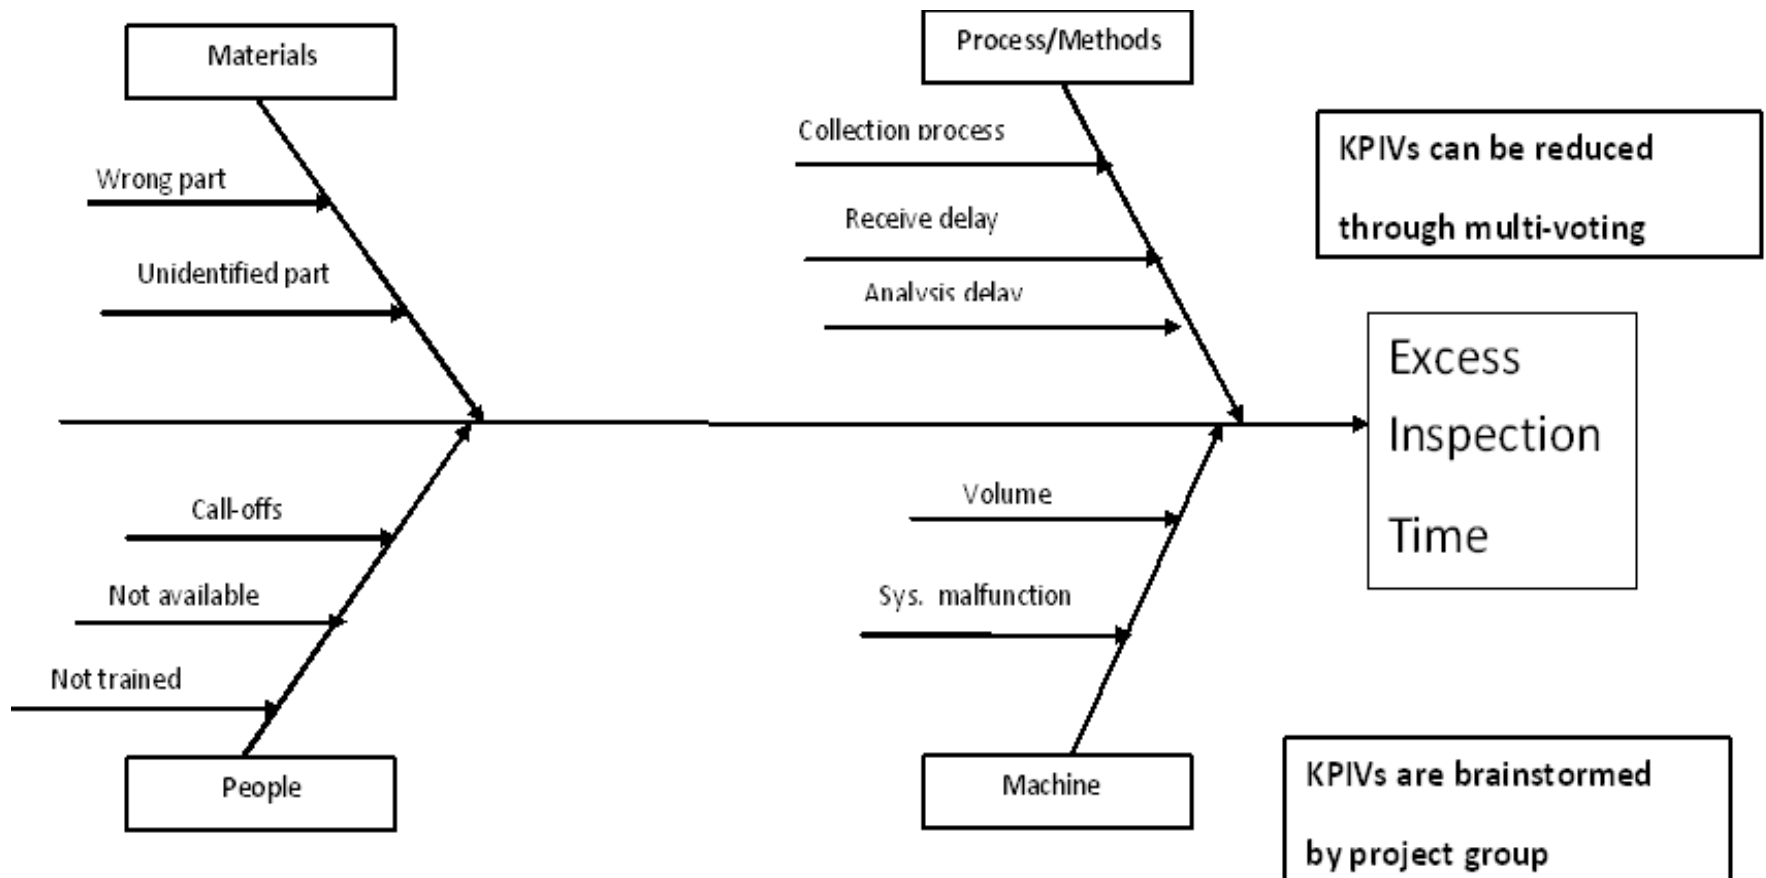 Materials
Process/Methods
Collection process
KPIVs can be reduced
through multi-voting
Wrong part
Receive delay
Unidentified part
Analysis delay
Excess
Inspection
Time
Call-offs
Volume
Not available
Sys. malfunction
Not trained
People
Machine
KPIVs are brainstormed
by project group